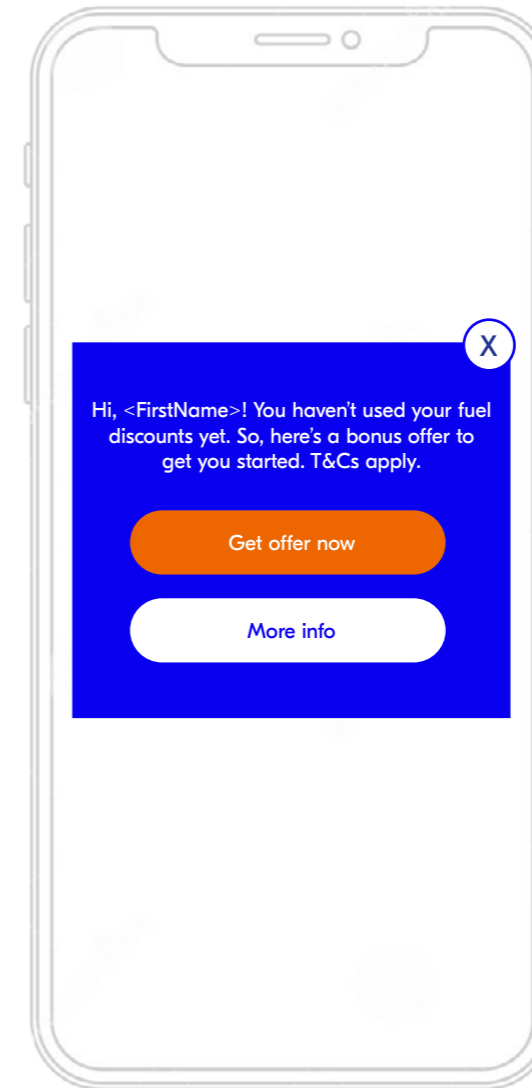 X
Hi, <FirstName>! You haven’t used your fuel
discounts yet. So, here’s a bonus offer to
get you started. T&Cs apply.
Get offer now
More info